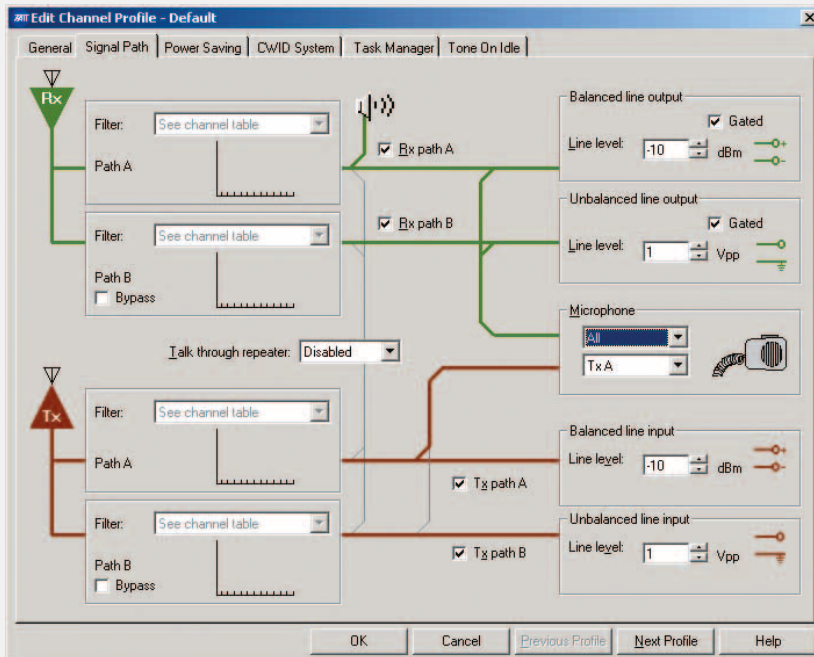 Edit Channel Profile - Default
General Signal Path Power Saving CWID System Task Manager Tone On Idle
Rx
Filter: See channel table
Path A
Rx path A
Balanced line output
Gated
Line level: -10 dBm
Filter: See channel table
Path B
Bypass
Rx path B
Unbalanced line output
Gated
Line level: 1 Vpp
Talk through repeater: Disabled
Microphone
All
Tx A
Tx
Filter: See channel table
Path A
Tx path A
Balanced line input
Line level: -10 dBm
Filter: See channel table
Path B
Bypass
Tx path B
Unbalanced line input
Line level: 1 Vpp
OK Cancel Previous Profile Next Profile Help